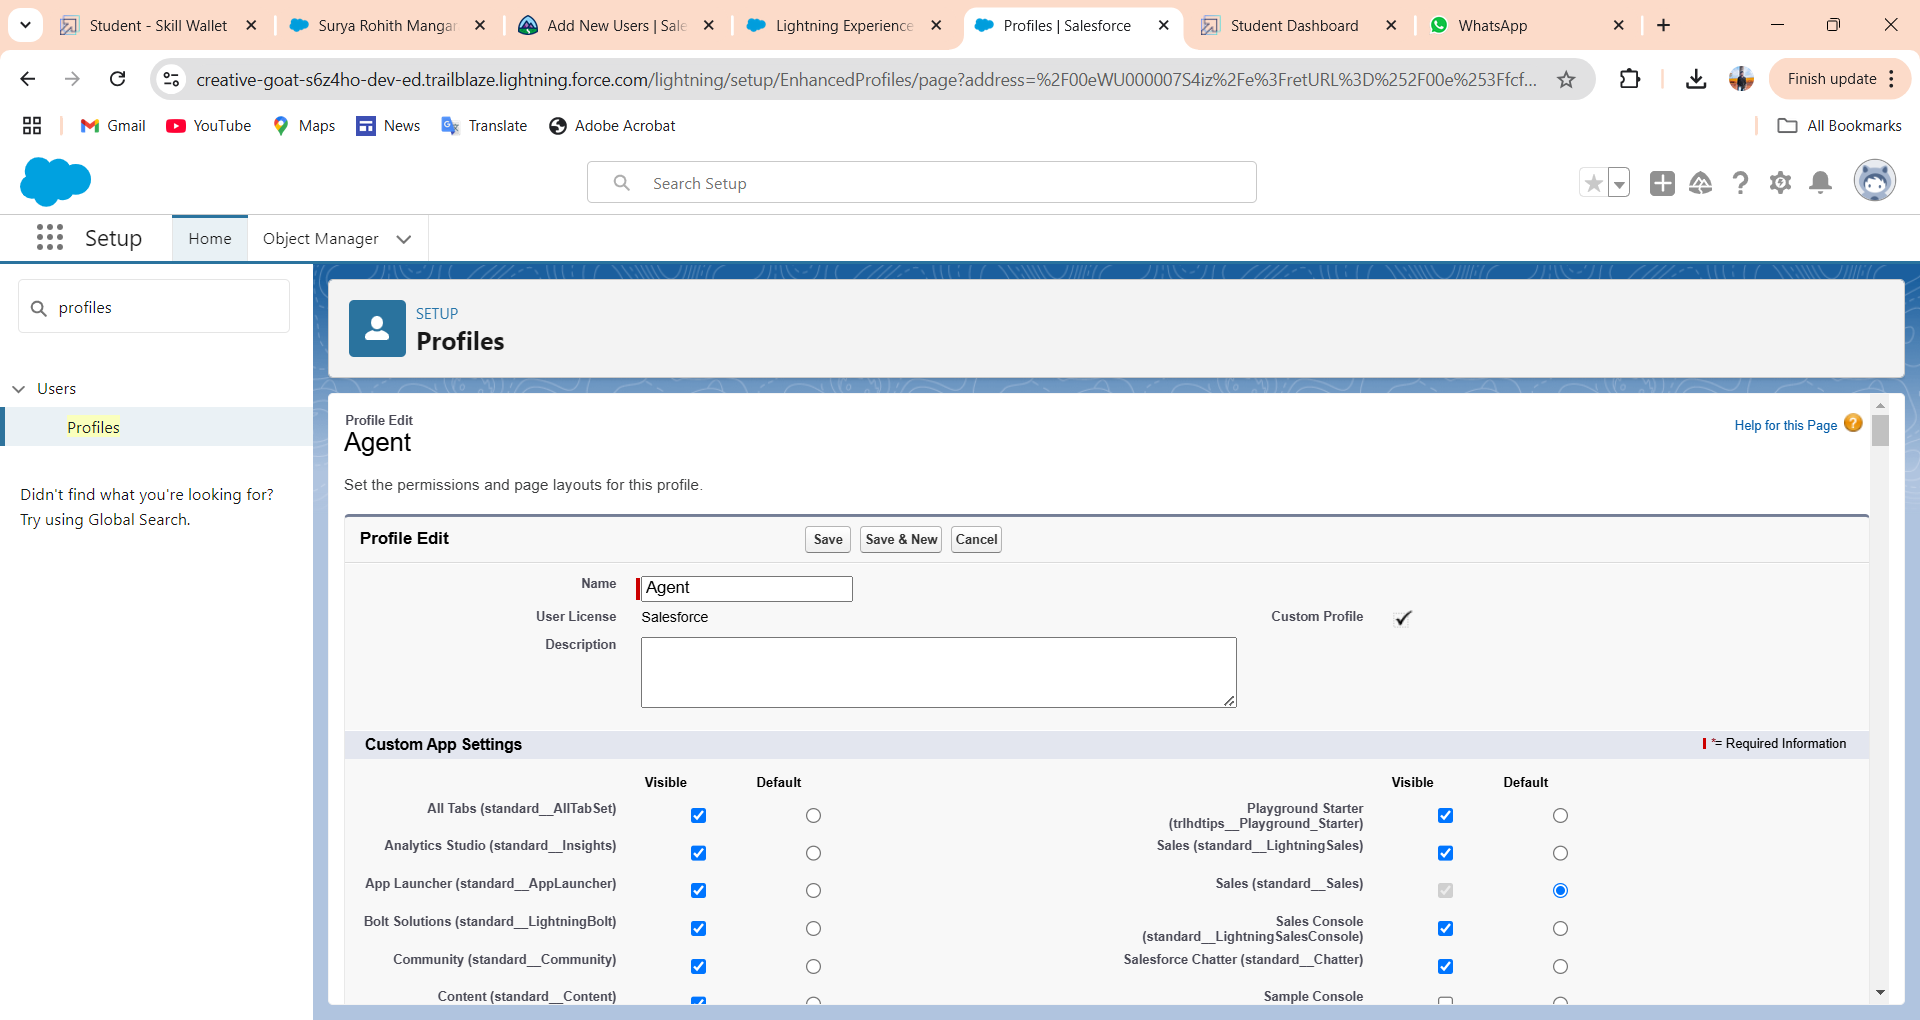 Student - Skill Wallet
Surya Rohith Mangar
Add New Users | Sale
Lightning Experience
Profiles | Salesforce
Student Dashboard
WhatsApp
creative-goat-s6z4ho-dev-ed.trailblaze.lightning.force.com/lightning/setup/EnhancedProfiles/page?address=%2F00eWU000007S4iz%2Fe%3FretURL%3D%252F00e%253Ffcf...
Finish update
Gmail
YouTube
Maps
News
Translate
Adobe Acrobat
All Bookmarks
Search Setup
Setup
Home
Object Manager
profiles
Users
Profiles
Didn't find what you're looking for?
Try using Global Search.
SETUP
Profiles
Profile Edit
Agent
Help for this Page
Set the permissions and page layouts for this profile.
Profile Edit
Save
Save & New
Cancel
Name
Agent
User License
Salesforce
Custom Profile
Description
Custom App Settings
*= Required Information
Visible
Default
Visible
Default
All Tabs (standard__AllTabSet)
Playground Starter
(trlhdtips__Playground_Starter)
Analytics Studio (standard__Insights)
Sales (standard__LightningSales)
App Launcher (standard__AppLauncher)
Sales (standard__Sales)
Bolt Solutions (standard__LightningBolt)
Sales Console
(standard__LightningSalesConsole)
Community (standard__Community)
Salesforce Chatter (standard__Chatter)
Content (standard__Content)
Sample Console